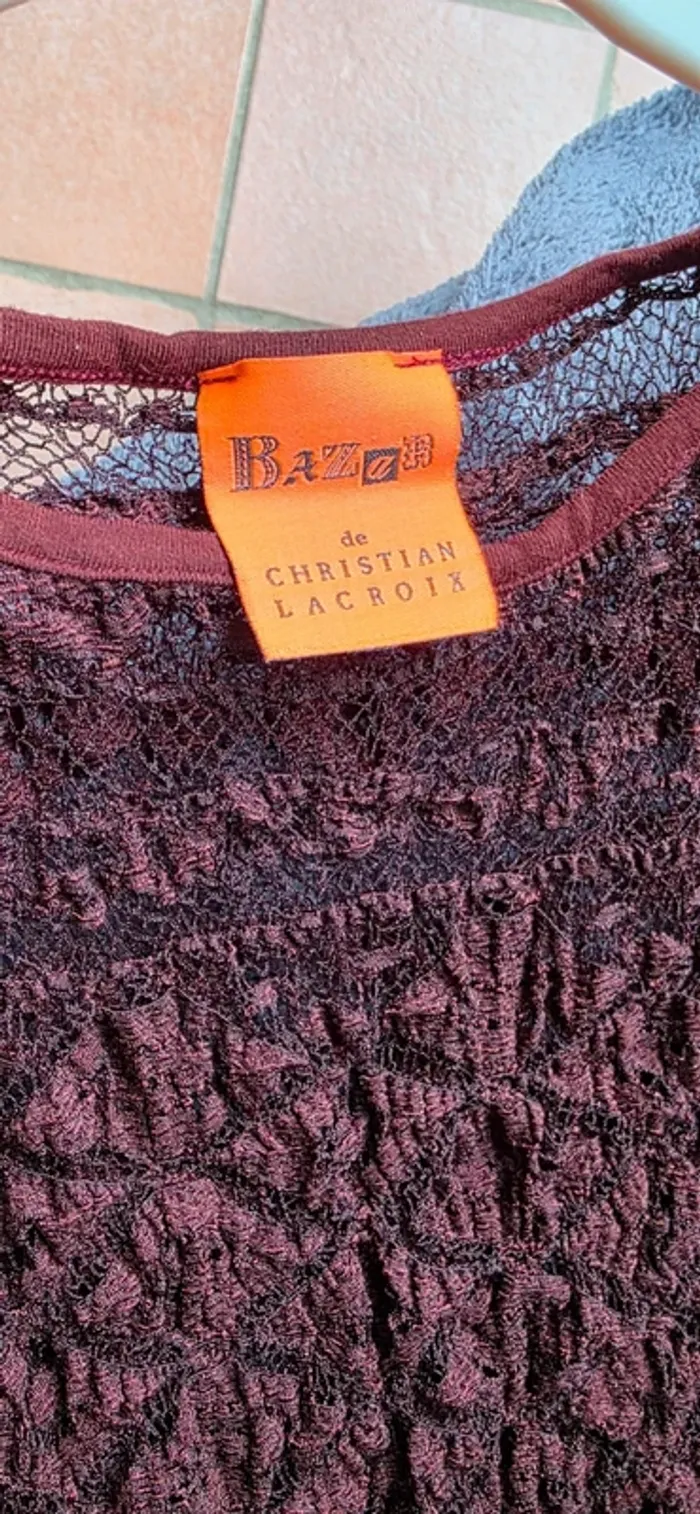 BAZaR
de
CHRISTIAN
LACROIX